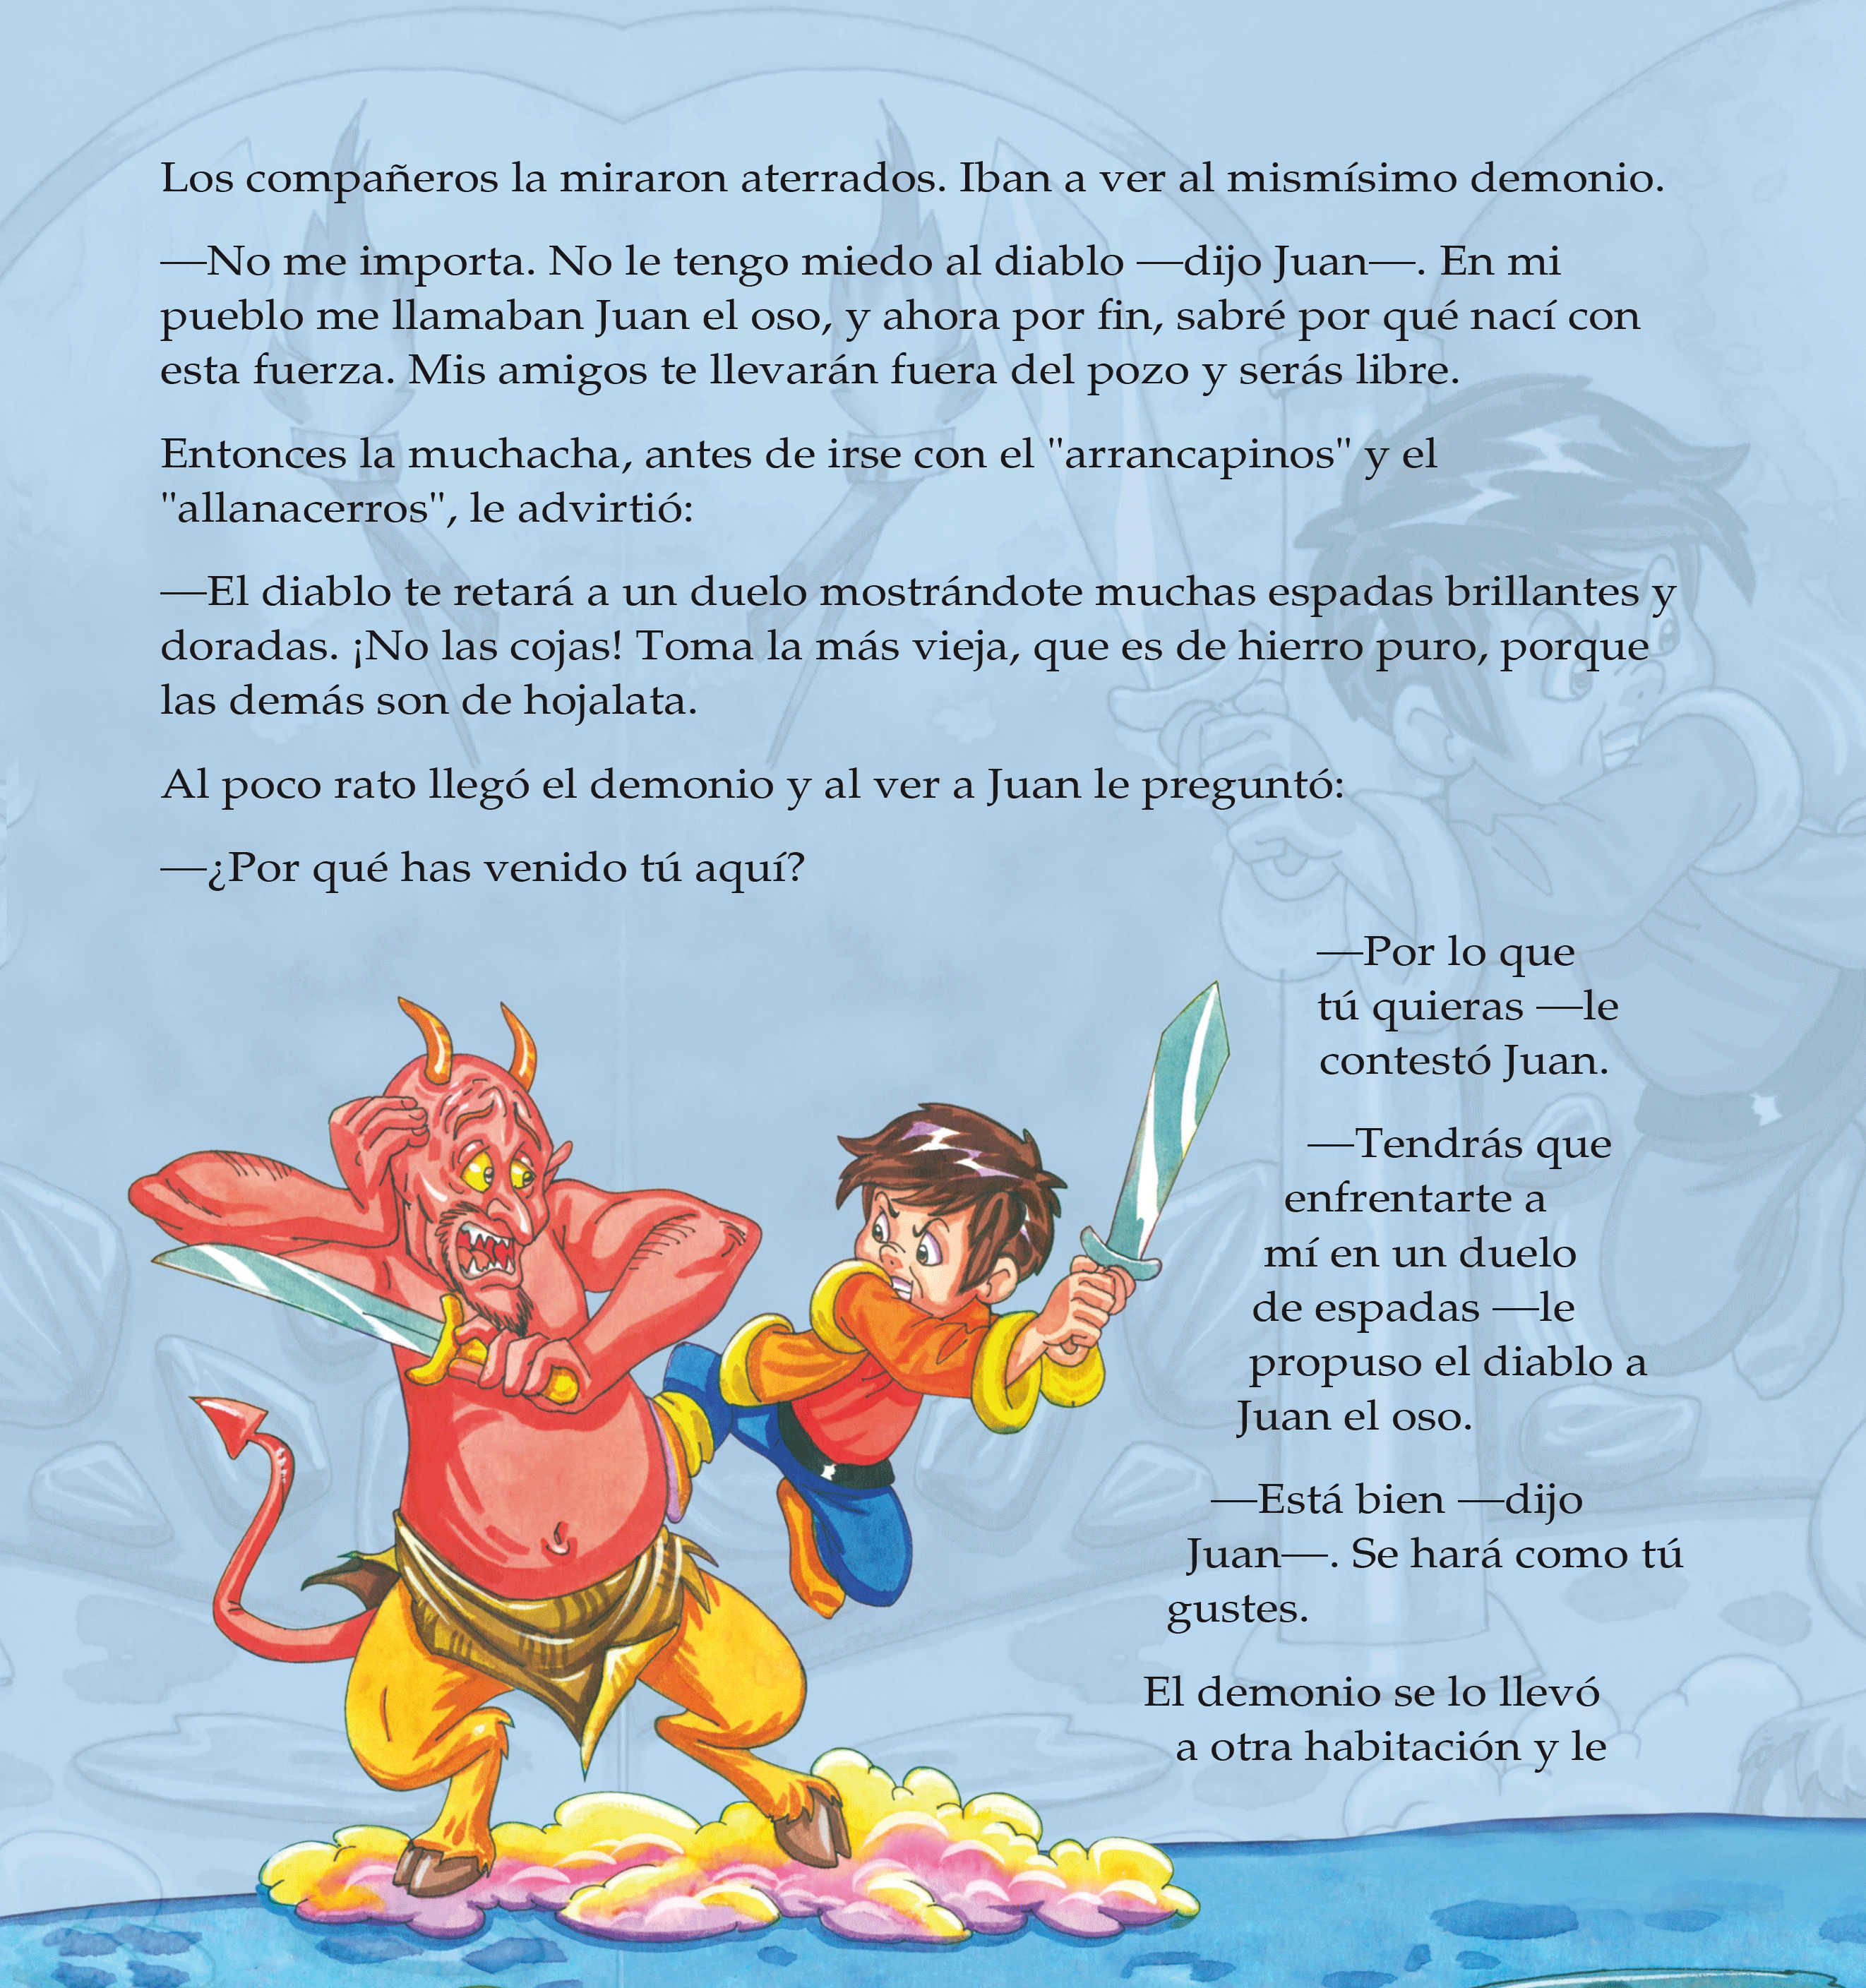 Los compañeros la miraron aterrados. Iban a ver al mismísimo demonio.
—No me importa. No le tengo miedo al diablo —dijo Juan—. En mi
pueblo me llamaban Juan el oso, y ahora por fin, sabré por qué nací con
esta fuerza. Mis amigos te llevarán fuera del pozo y serás libre.
Entonces la muchacha, antes de irse con el "arrancapinos" y el
"allanacerros", le advirtió:
—El diablo te retará a un duelo mostrándote muchas espadas brillantes y
doradas. ¡No las cojas! Toma la más vieja, que es de hierro puro, porque
las demás son de hojalata.
Al poco rato llegó el demonio y al ver a Juan le preguntó:
—¿Por qué has venido tú aquí?
—Por lo que
tú quieras —le
contestó Juan.
—Tendrás que
enfrentarte a
mí en un duelo
de espadas —le
propuso el diablo a
Juan el oso.
—Está bien —dijo
Juan—. Se hará como tú
gustes.
El demonio se lo llevó
a otra habitación y le